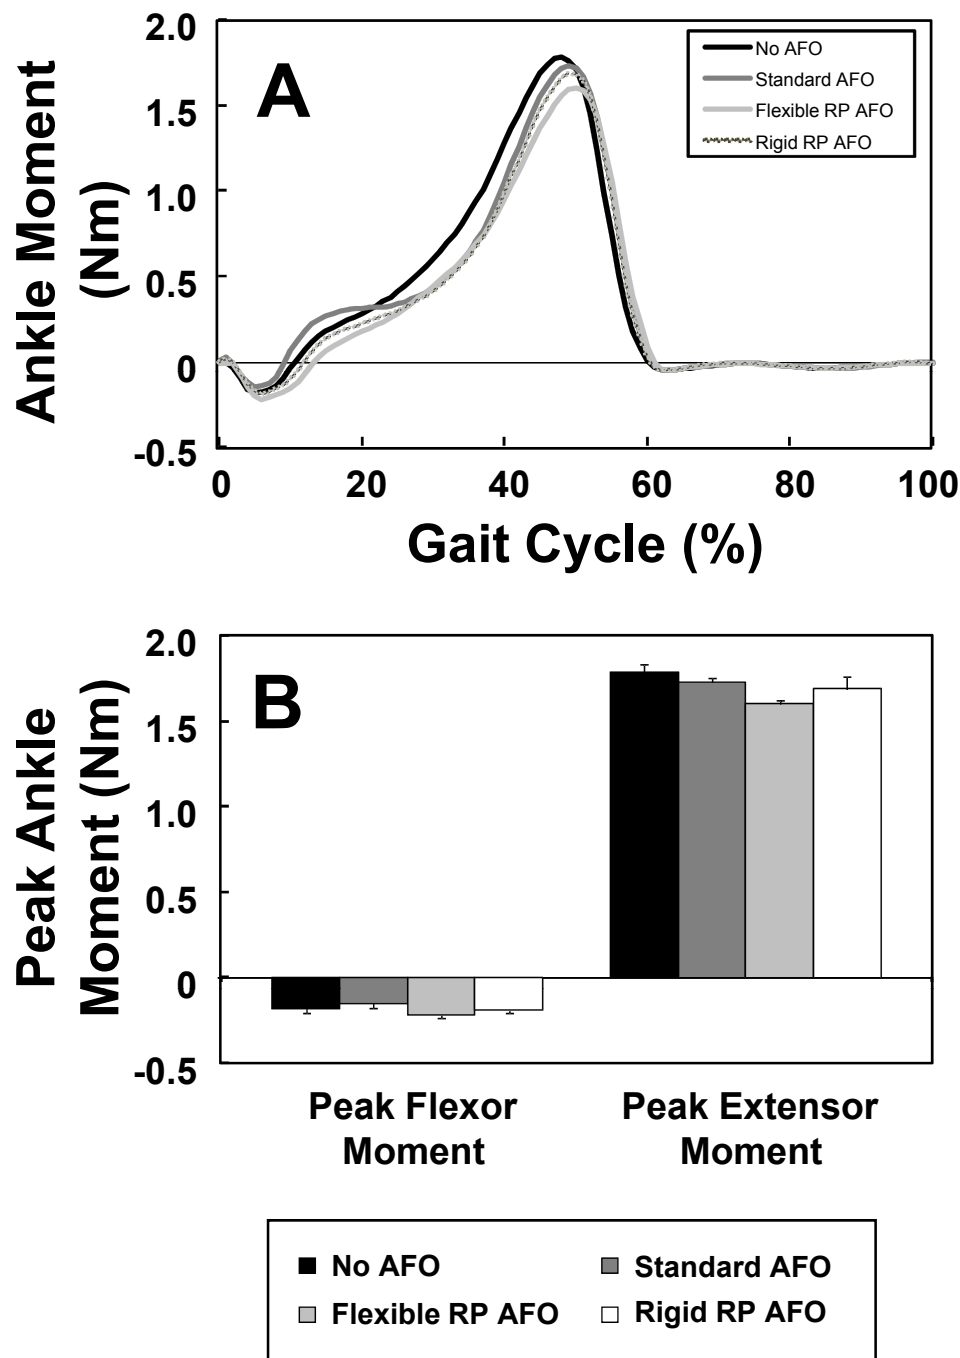 A
Ankle Moment
(Nm)
2.0
1.5
1.0
0.5
0
-0.5
No AFO
Standard AFO
Flexible RP AFO
Rigid RP AFO
0 20 40 60 80 100
Gait Cycle (%)
B
Peak Ankle
Moment (Nm)
2.0
1.5
1.0
0.5
0
-0.5
Peak Flexor
Moment
Peak Extensor
Moment
No AFO
Standard AFO
Flexible RP AFO
Rigid RP AFO